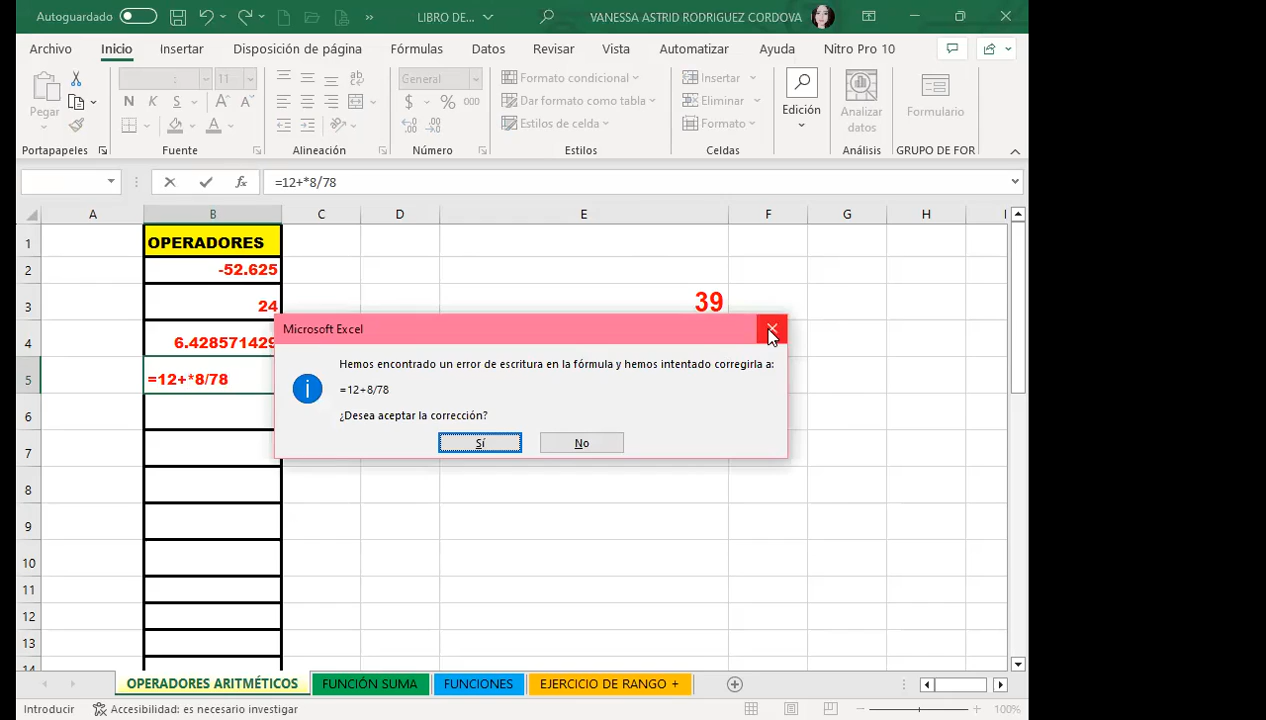 Autoguardado LIBRO DE... VANESSA ASTRID RODRIGUEZ CORDOVA
Archivo Inicio Insertar Disposición de página Fórmulas Datos Revisar Vista Automatizar Ayuda Nitro Pro 10
11 General Formato condicional Insertar
Pegar N K S $ % 000 Dar formato como tabla Eliminar Edición Analizar datos Formulario
Estilos de celda Formato
Portapapeles Fuente Alineación Número Estilos Celdas Análisis GRUPO DE FOR
fx =12+*8/78
A B C D E F G H
1 OPERADORES
2 -52.625
3 24 39
4 6.428571429
5 =12+*8/78
6
7
8
9
10
11
12
13
14
Microsoft Excel
Hemos encontrado un error de escritura en la fórmula y hemos intentado corregirla a:
=12+8/78
¿Desea aceptar la corrección?
Sí No
OPERADORES ARITMÉTICOS FUNCIÓN SUMA FUNCIONES EJERCICIO DE RANGO +
Introducir Accesibilidad: es necesario investigar 100%